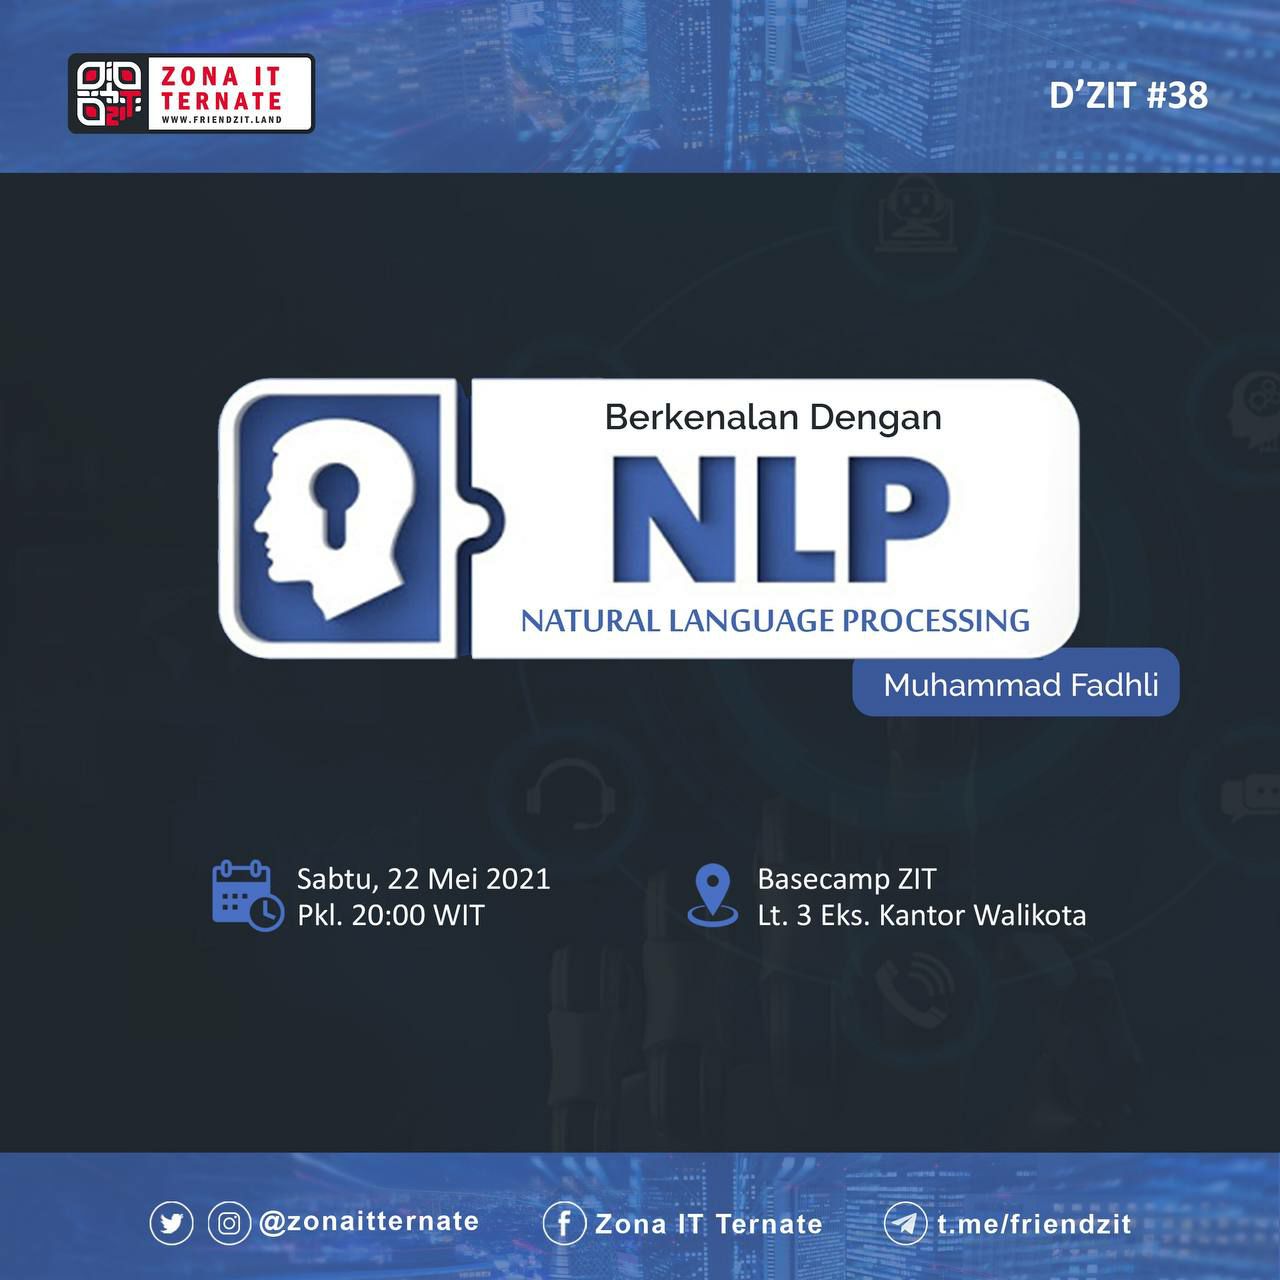 ZONA IT
TERNATE
WWW.FRIENDZIT.LAND
D’ZIT #38
Berkenalan Dengan
NLP
NATURAL LANGUAGE PROCESSING
Muhammad Fadhli
Sabtu, 22 Mei 2021
Pkl. 20:00 WIT
Basecamp ZIT
Lt. 3 Eks. Kantor Walikota
@zonaitternate
Zona IT Ternate
t.me/friendzit